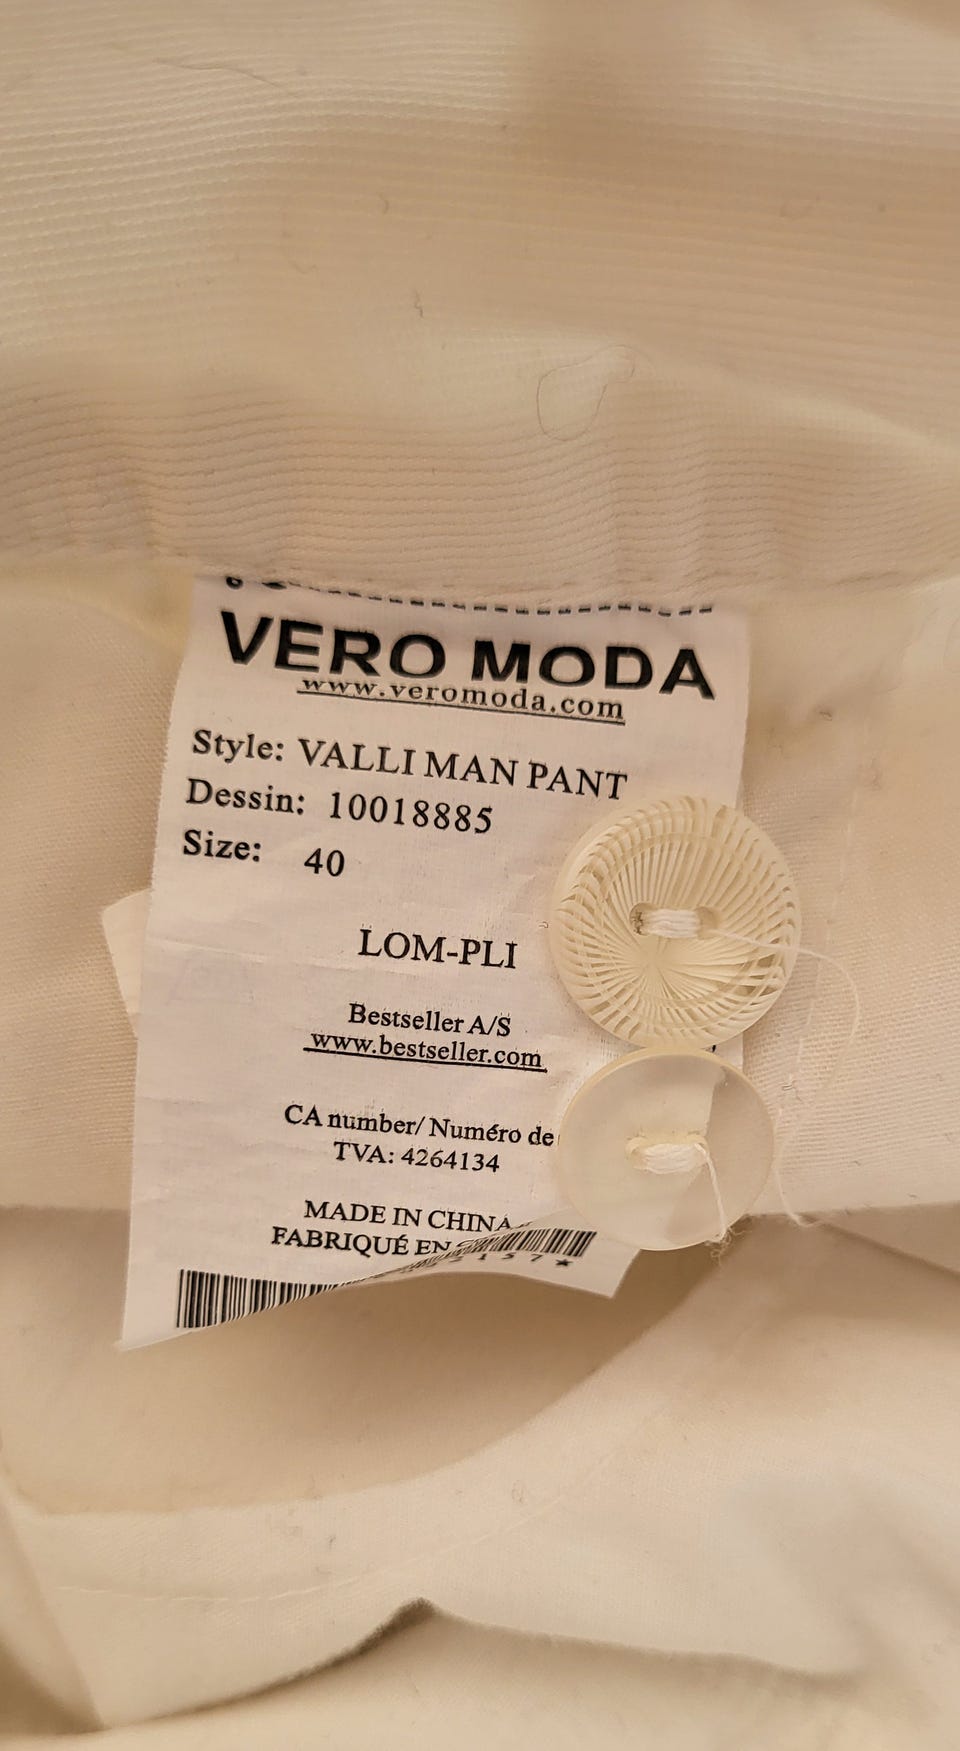 VERO MODA
www.veromoda.com
Style: VALLI MAN PANT
Dessin: 10018885
Size: 40
LOM-PLI
Bestseller A/S
www.bestseller.com
CA number/ Numéro de
TVA: 4264134
MADE IN CHINA
FABRIQUÉ EN